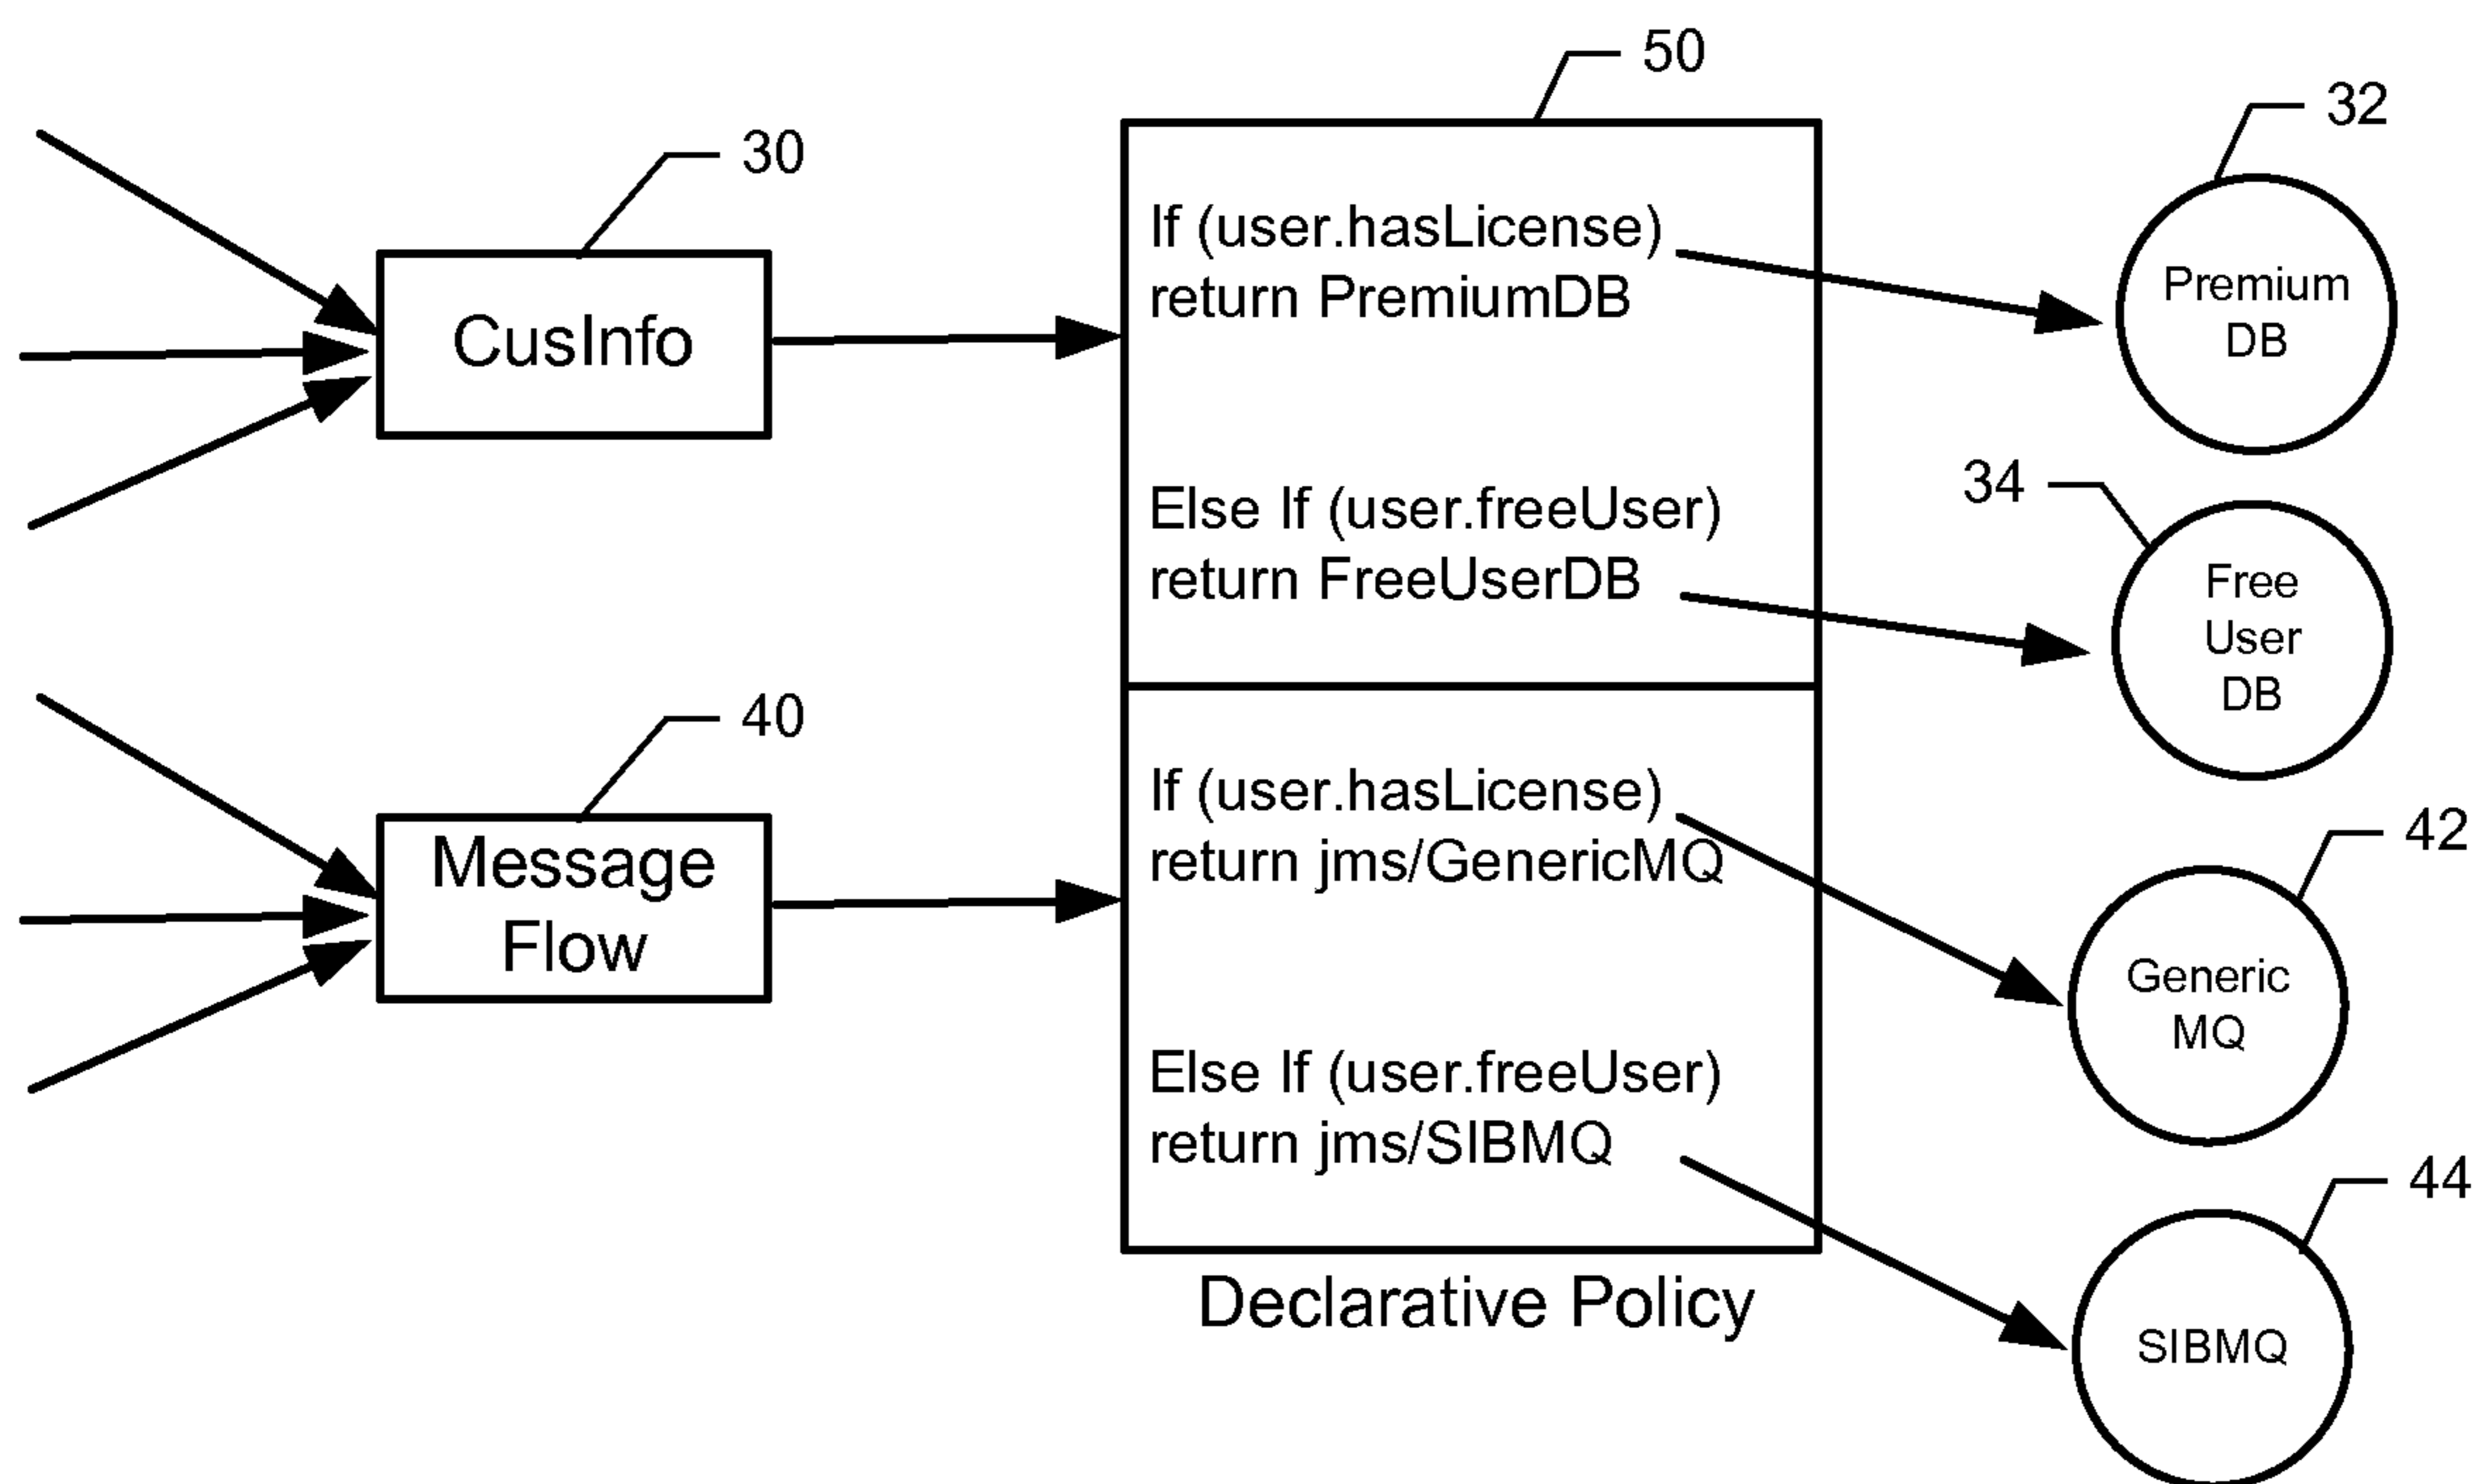 50
32
30
If (user.hasLicense)
return PremiumDB
Premium
DB
CusInfo
34
Else If (user.freeUser)
return FreeUserDB
Free
User
DB
40
If (user.hasLicense)
return jms/GenericMQ
42
Message
Flow
Generic
MQ
Else If (user.freeUser)
return jms/SIBMQ
44
SIBMQ
Declarative Policy